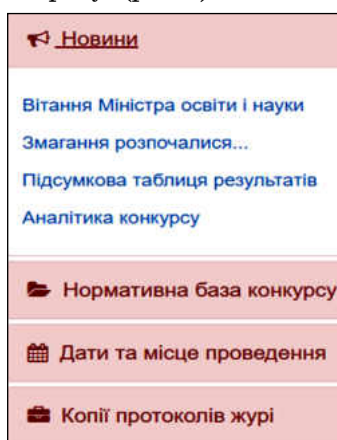 Новини
Вітання Міністра освіти і науки
Змагання розпочалися...
Підсумкова таблиця результатів
Аналітика конкурсу
Нормативна база конкурсу
Дати та місце проведення
Копії протоколів журі